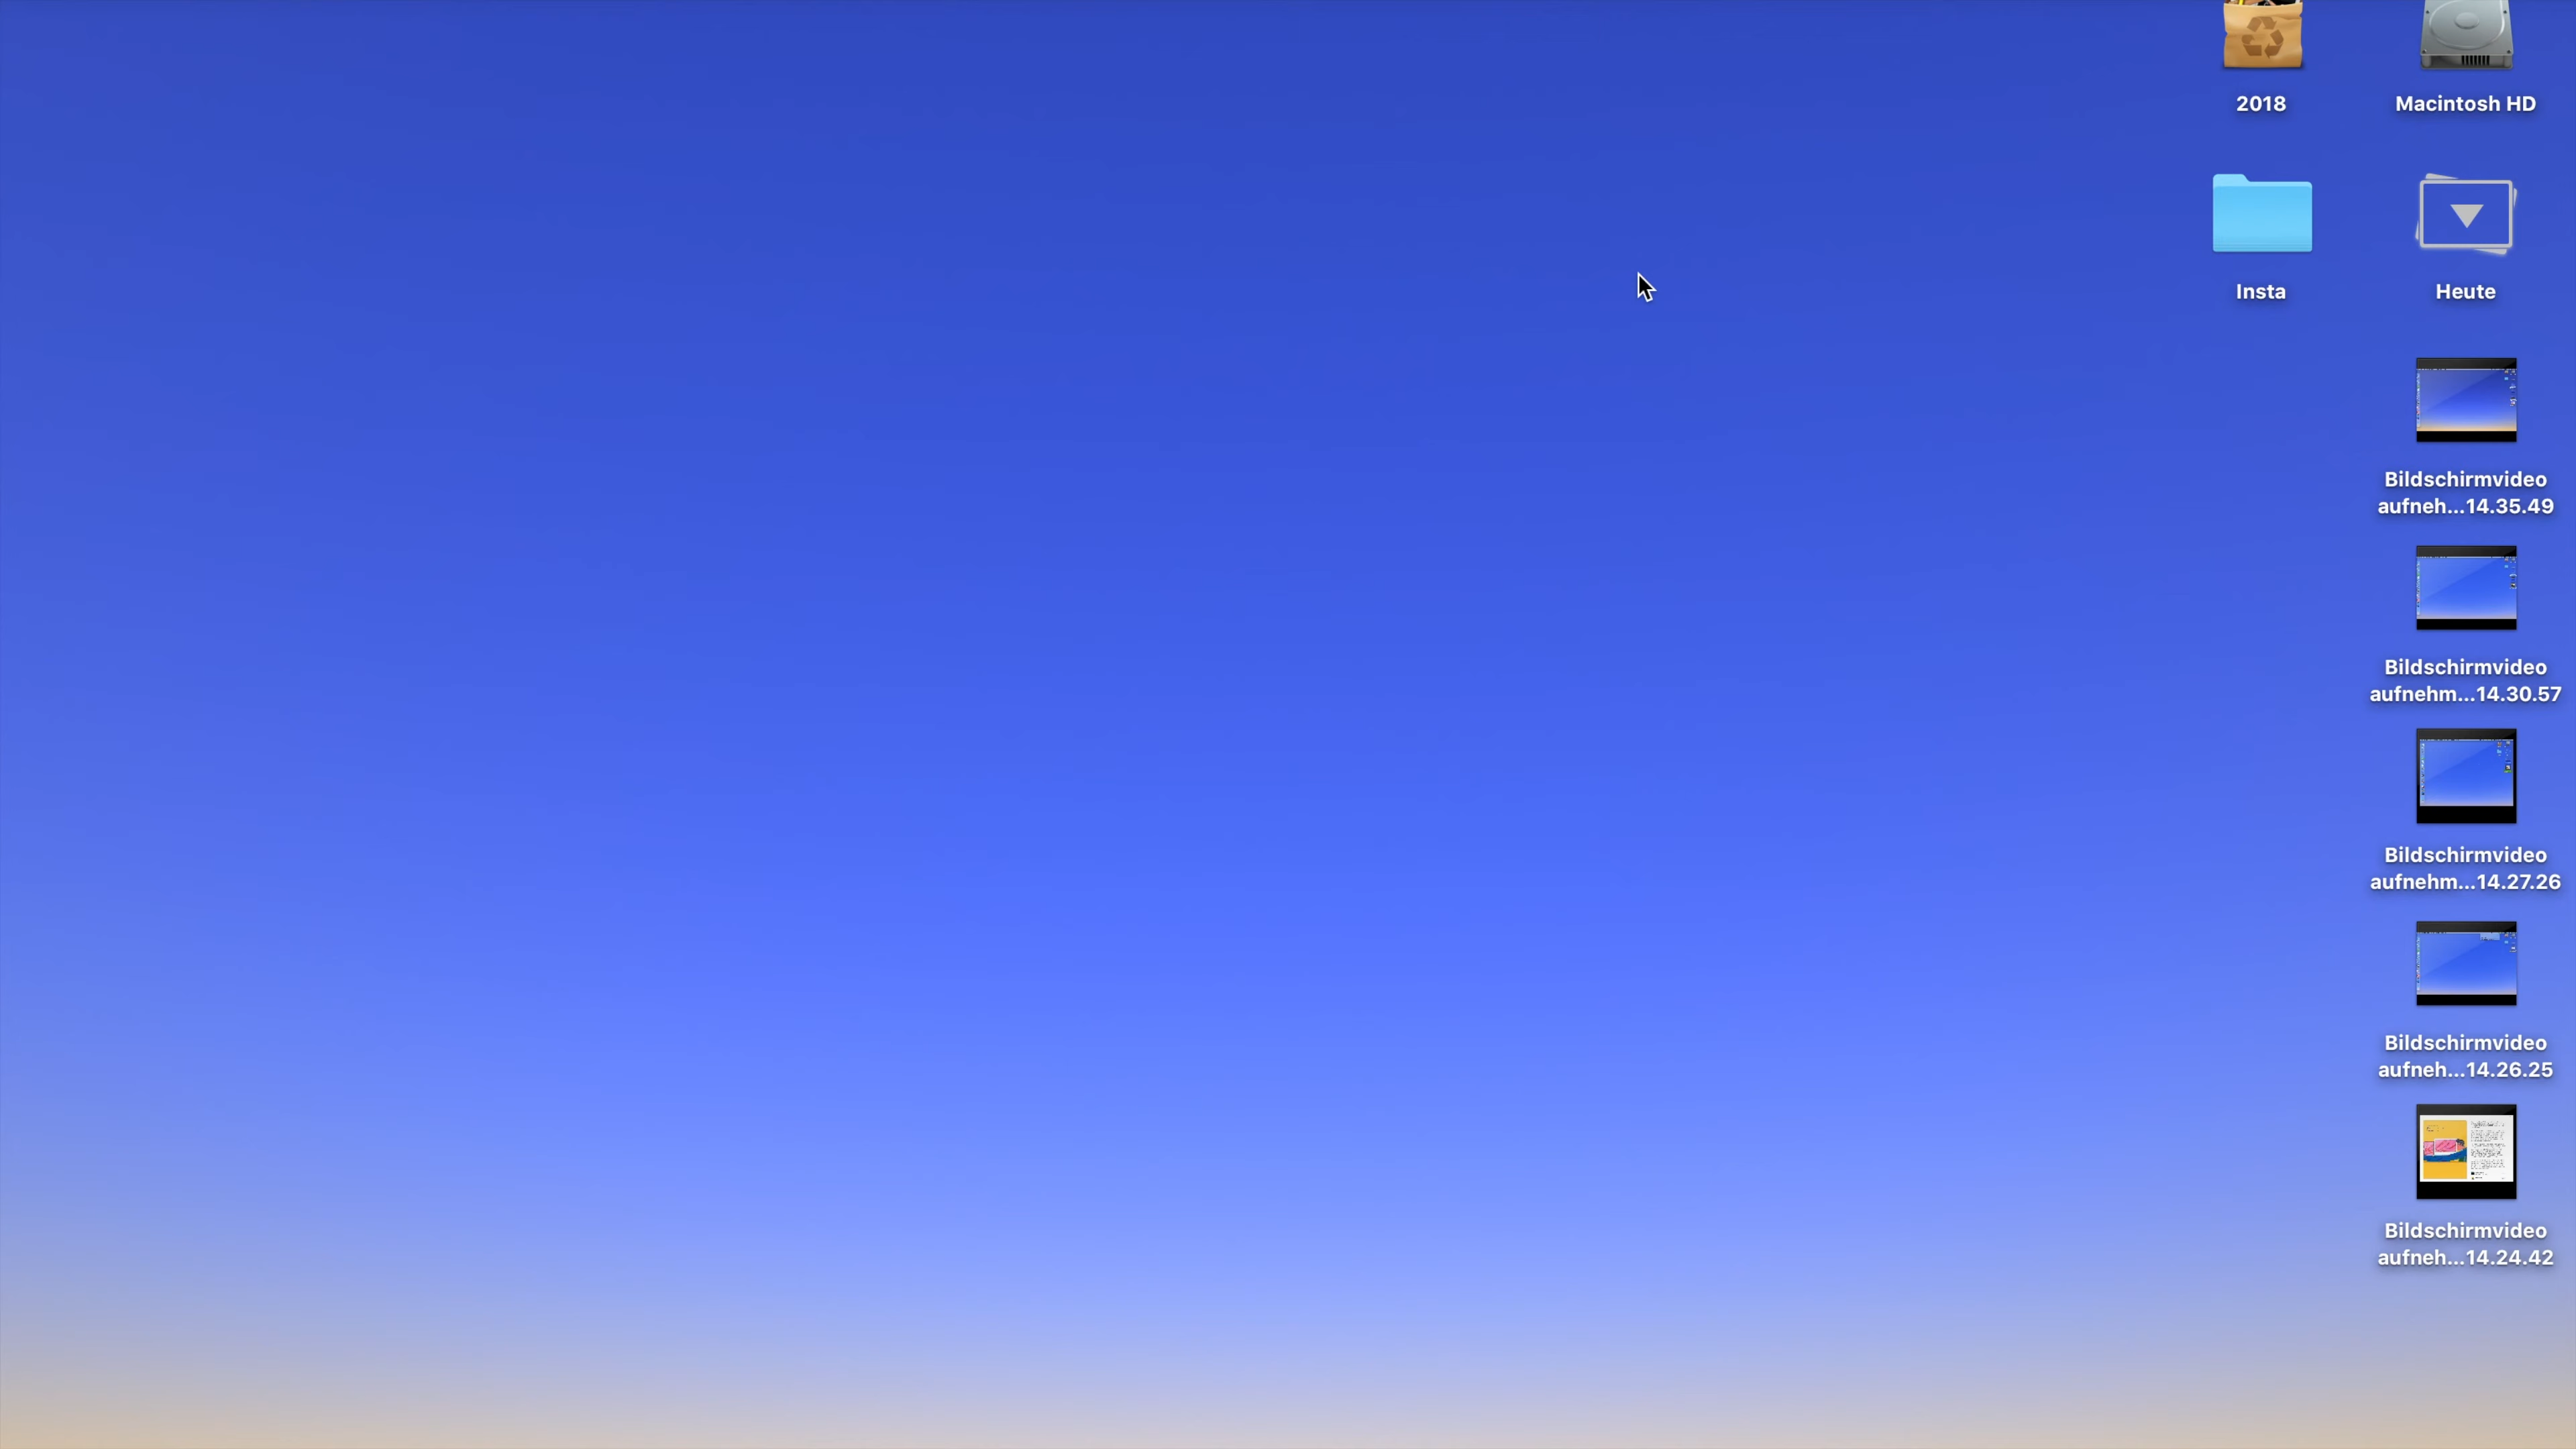 2018
Macintosh HD
Insta
Heute
Bildschirmvideo
aufneh...14.35.49
Bildschirmvideo
aufnehm...14.30.57
Bildschirmvideo
aufnehm...14.27.26
Bildschirmvideo
aufneh...14.26.25
Bildschirmvideo
aufneh...14.24.42